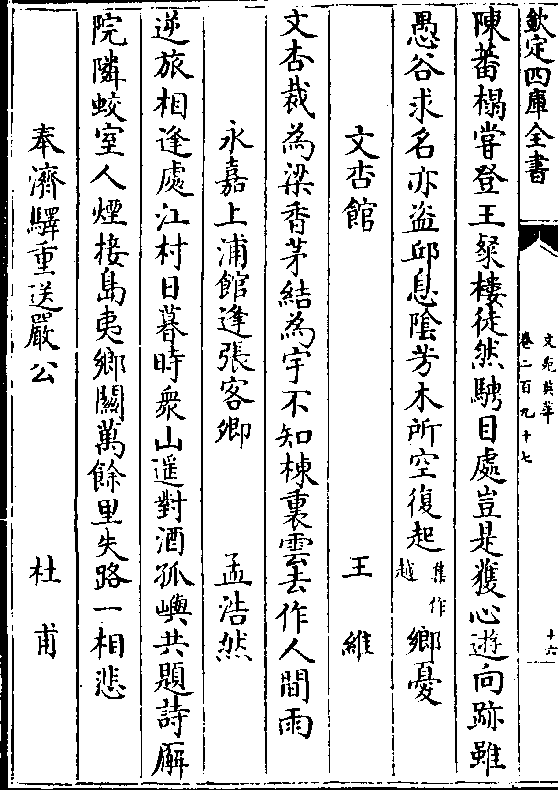 欽定四庫全書
文苑英華
卷二百九十七
十六
陳蕃榻嘗登王粲樓徒然騁目處豈是獲心遊向跡雖
愚谷求名亦盜邱息陰芳木所空復起集作越鄉憂
文杏館 王維
文杏裁為梁香茅結為宇不知棟裏雲去作人間雨
永嘉上浦館逢張客卿 孟浩然
逆旅相逢處江村日暮時衆山遥對酒孤嶼共題詩廨
院隣蛟室人煙接島夷鄉關萬餘里失路一相悲
奉濟驛重送嚴公 杜甫